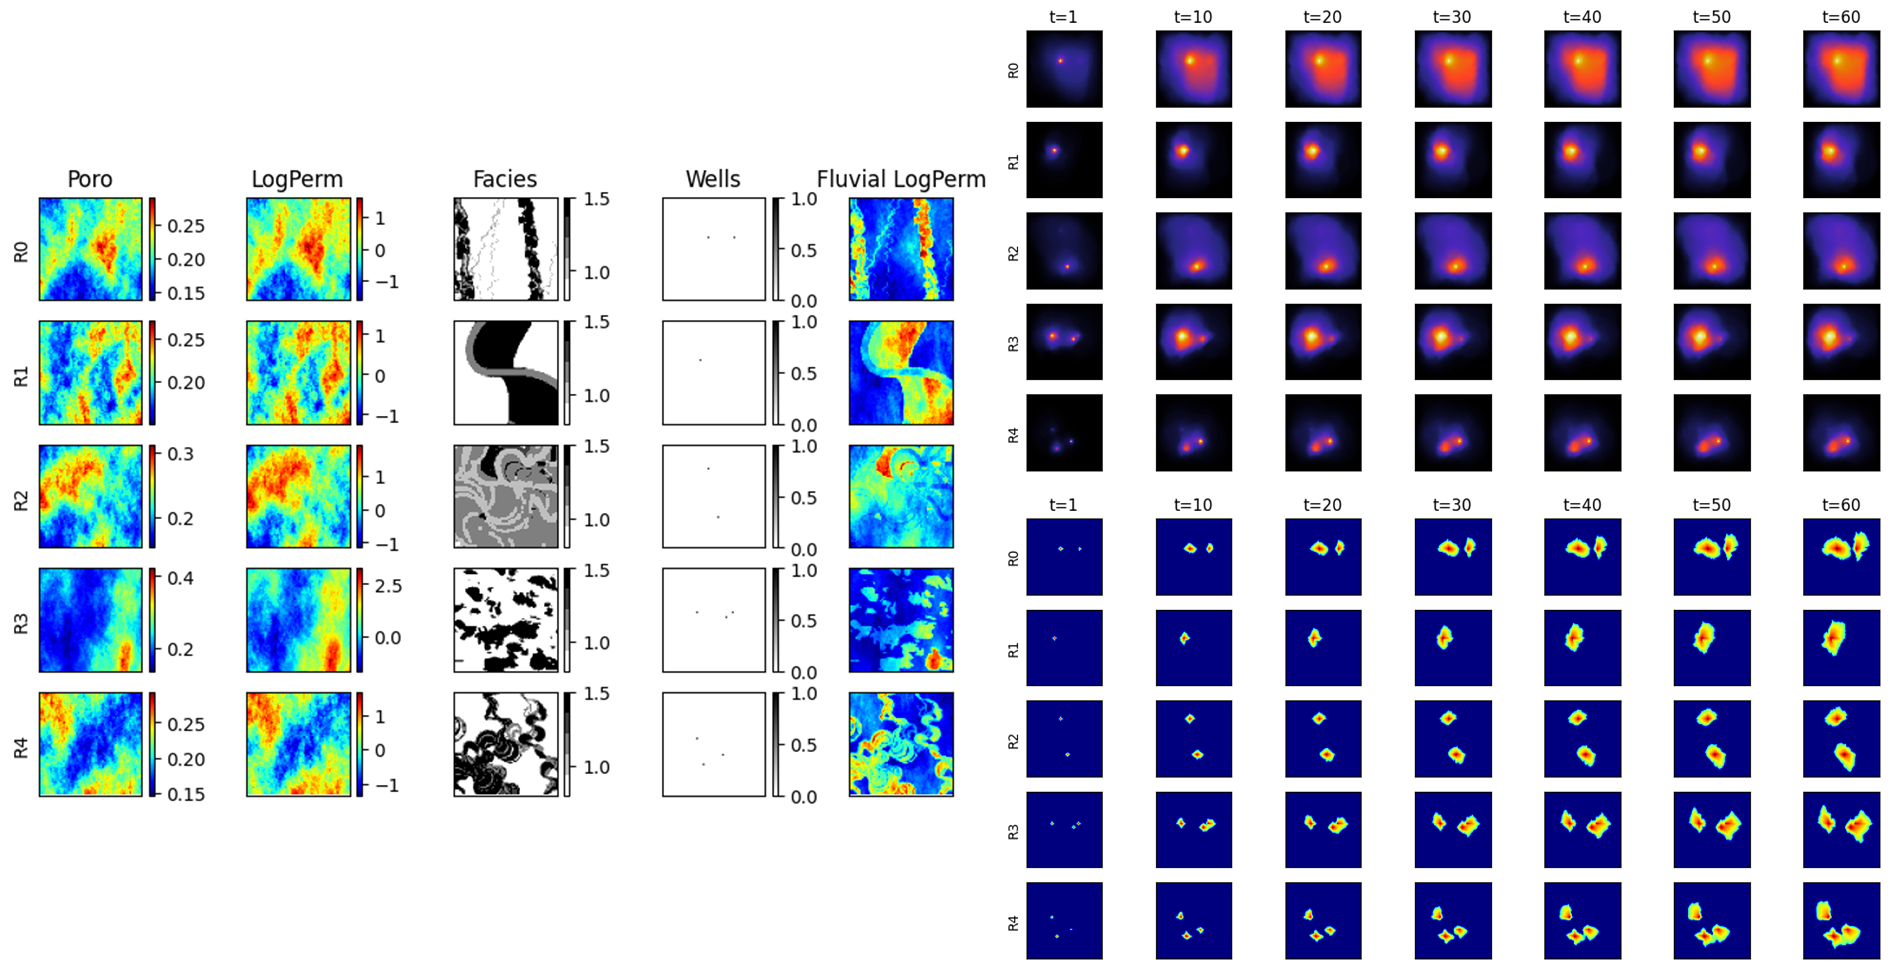 Poro LogPerm Facies Wells Fluvial LogPerm
R0 0.25 0.20 0.15 1 0 −1 1.5 1.0 1.0 0.5 0.0
R1 0.25 0.20 1 0 −1 1.5 1.0 1.0 0.5 0.0
R2 0.3 0.2 1 0 −1 1.5 1.0 1.0 0.5 0.0
R3 0.4 0.2 2.5 0.0 1.5 1.0 1.0 0.5 0.0
R4 0.25 0.20 0.15 1 0 −1 1.5 1.0 1.0 0.5 0.0
t=1 t=10 t=20 t=30 t=40 t=50 t=60
R0
R1
R2
R3
R4
t=1 t=10 t=20 t=30 t=40 t=50 t=60
R0
R1
R2
R3
R4